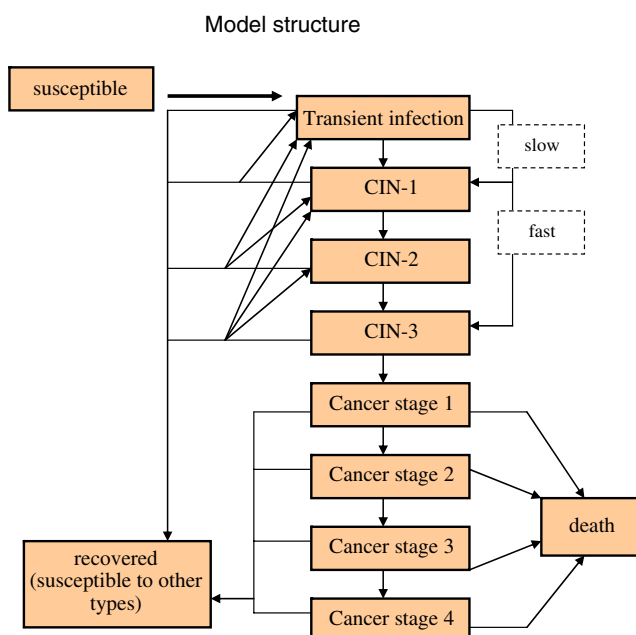 Model structure
susceptible
Transient infection
slow
CIN-1
fast
CIN-2
CIN-3
Cancer stage 1
Cancer stage 2
death
recovered
(susceptible to other
types)
Cancer stage 3
Cancer stage 4